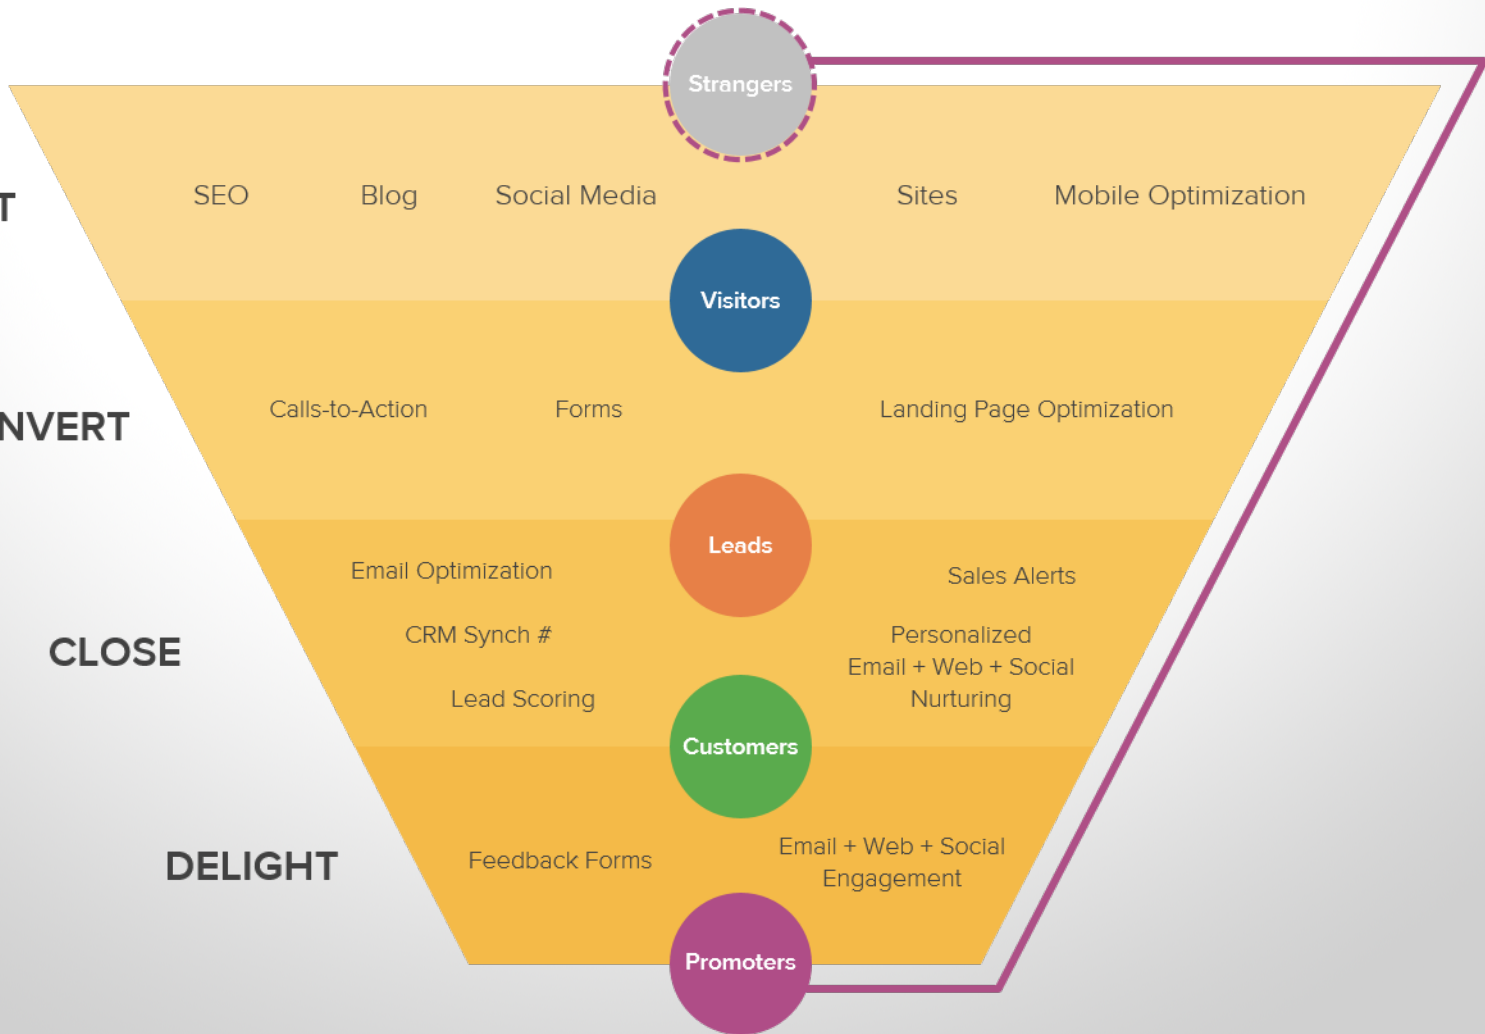 Strangers
SEO Blog Social Media Sites Mobile Optimization
T
Visitors
Calls-to-Action Forms Landing Page Optimization
NVERT
Leads
Email Optimization
Sales Alerts
CRM Synch #
Personalized
Email + Web + Social
Nurturing
CLOSE
Lead Scoring
Customers
Feedback Forms
Email + Web + Social
Engagement
DELIGHT
Promoters